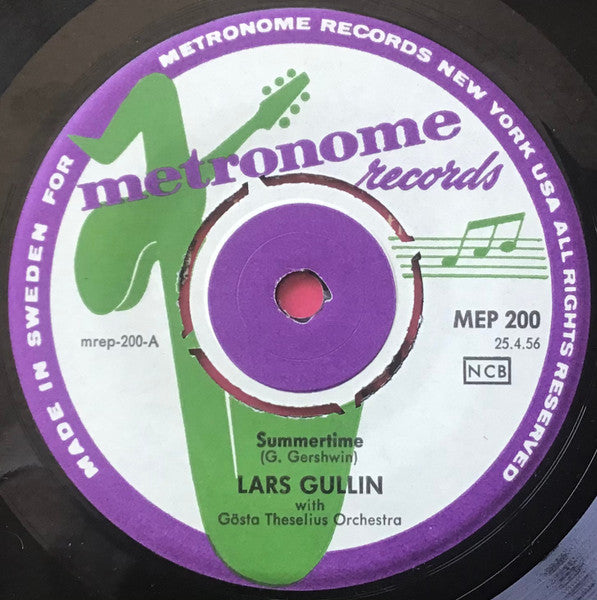 MADE IN SWEDEN FOR METRONOME RECORDS NEW YORK USA ALL RIGHTS RESERVED
metronome
records
mrep-200-A
MEP 200
25.4.56
NCB
Summertime
(G. Gershwin)
LARS GULLIN
with
Gösta Theselius Orchestra